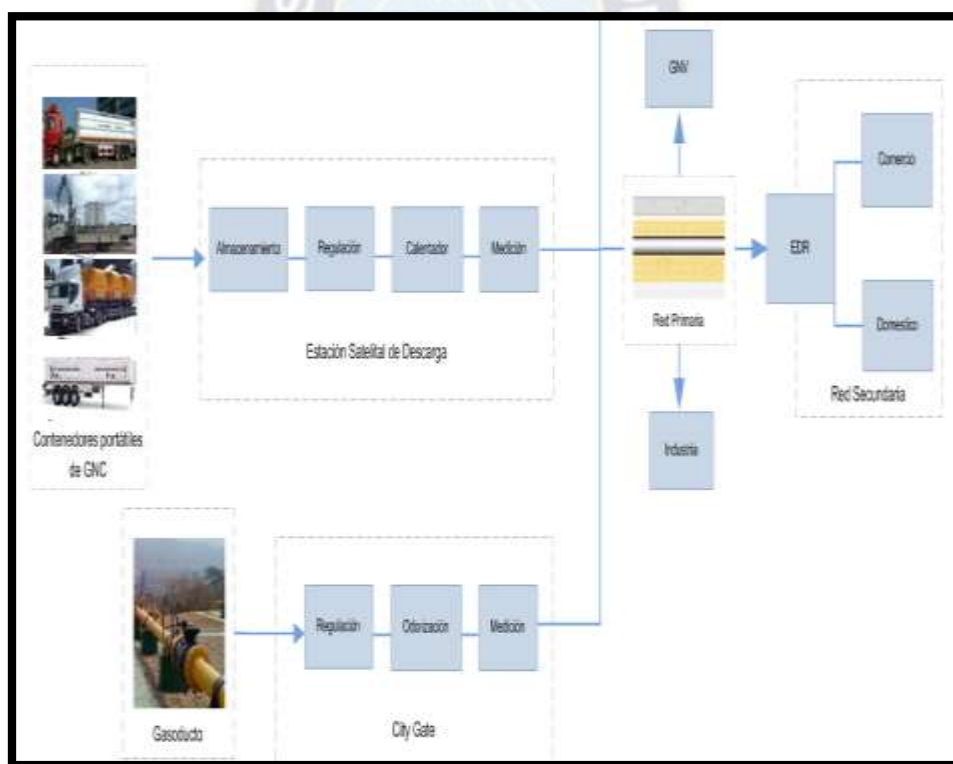 GNV
Comercio
Almacenamiento
Regulación
Calentador
Medición
EDR
Red Primaria
Estación Satelital de Descarga
Domestico
Red Secundaria
Contenedores portátiles
de GNC
Industria
Regulación
Odorización
Medición
Gasoducto
City Gate